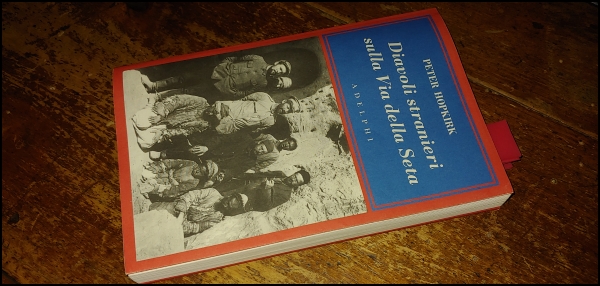 PETER HOPKIRK
Diavoli stranieri
sulla Via della Seta
ADELPHI